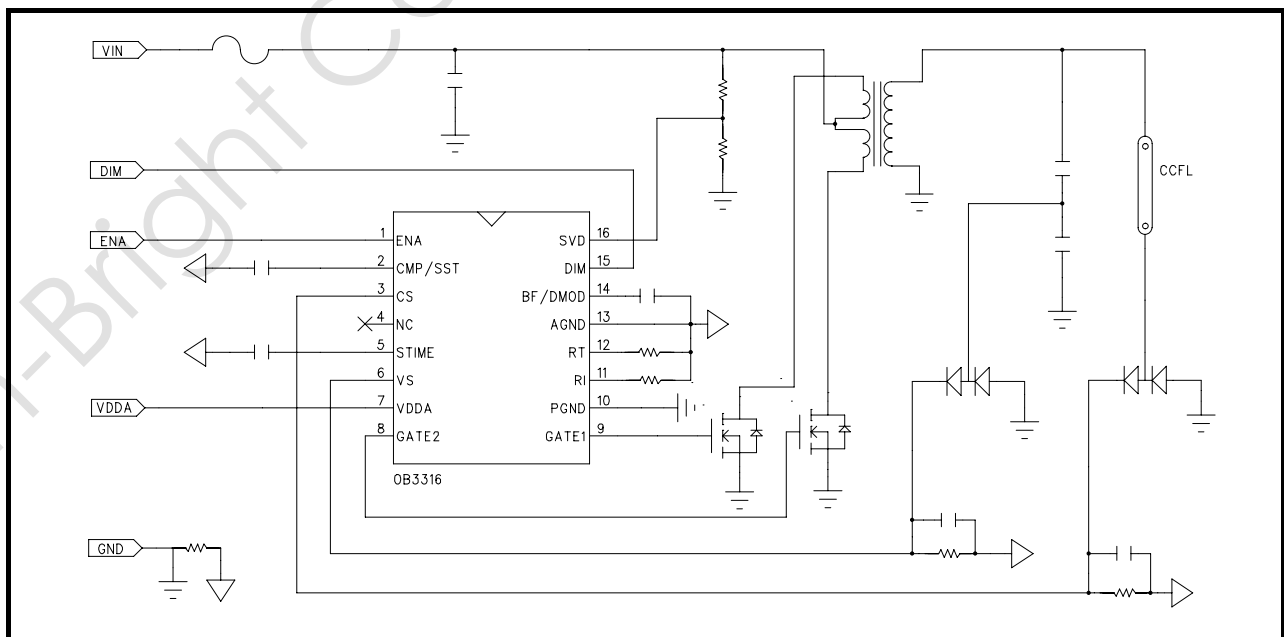 VIN
DIM
ENA
VDDA
GND
1 ENA
2 CMP/SST
3 CS
4 NC
5 STIME
6 VS
7 VDDA
8 GATE2
SVD 16
DIM 15
BF/DMOD 14
AGND 13
RT 12
RI 11
PGND 10
GATE1 9
OB3316
CCFL
-Bright